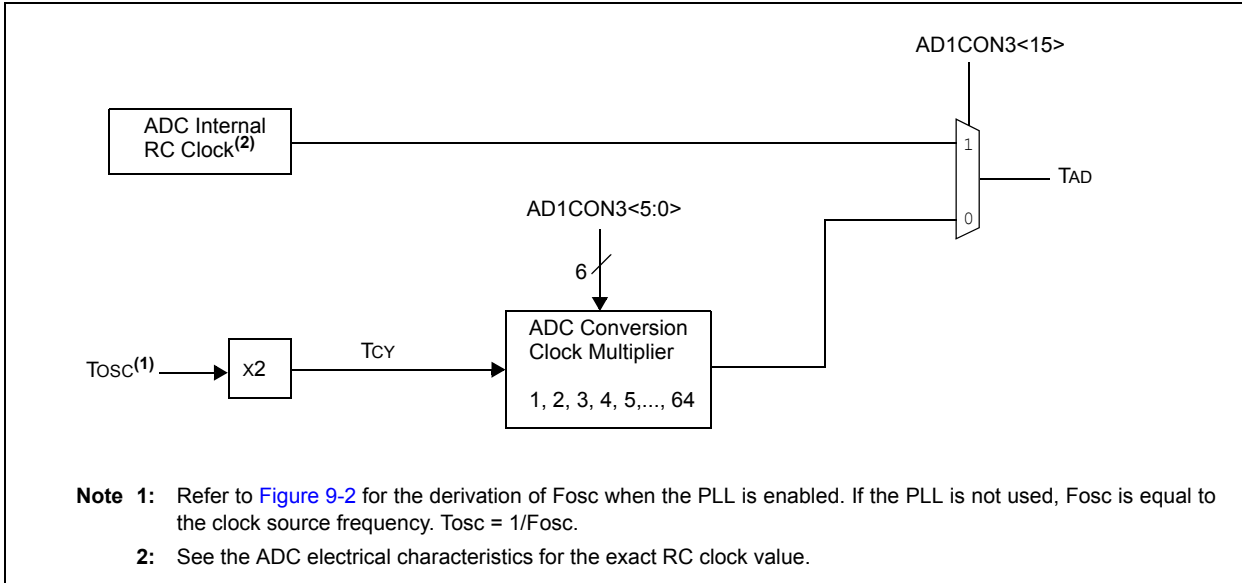 AD1CON3<15>
ADC Internal
RC Clock(2)
1
TAD
AD1CON3<5:0>
0
6
ADC Conversion
Clock Multiplier
TCY
TOSC(1)
x2
1, 2, 3, 4, 5,..., 64
Note 1: Refer to Figure 9-2 for the derivation of Fosc when the PLL is enabled. If the PLL is not used, Fosc is equal to
the clock source frequency. Tosc = 1/Fosc.
2: See the ADC electrical characteristics for the exact RC clock value.